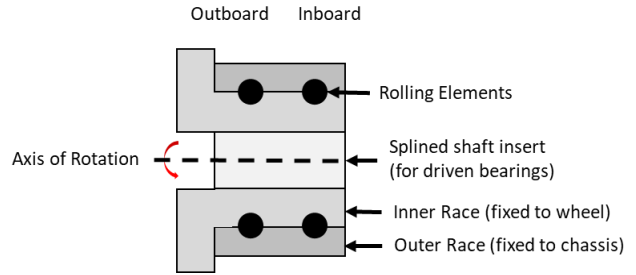 Outboard Inboard
Rolling Elements
Axis of Rotation
Splined shaft insert
(for driven bearings)
Inner Race (fixed to wheel)
Outer Race (fixed to chassis)